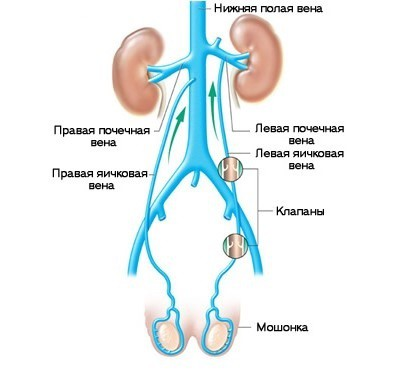 Нижняя полая вена
Правая почечная
вена
Левая почечная
вена
Правая яичковая
вена
Левая яичковая
вена
Клапаны
Мошонка